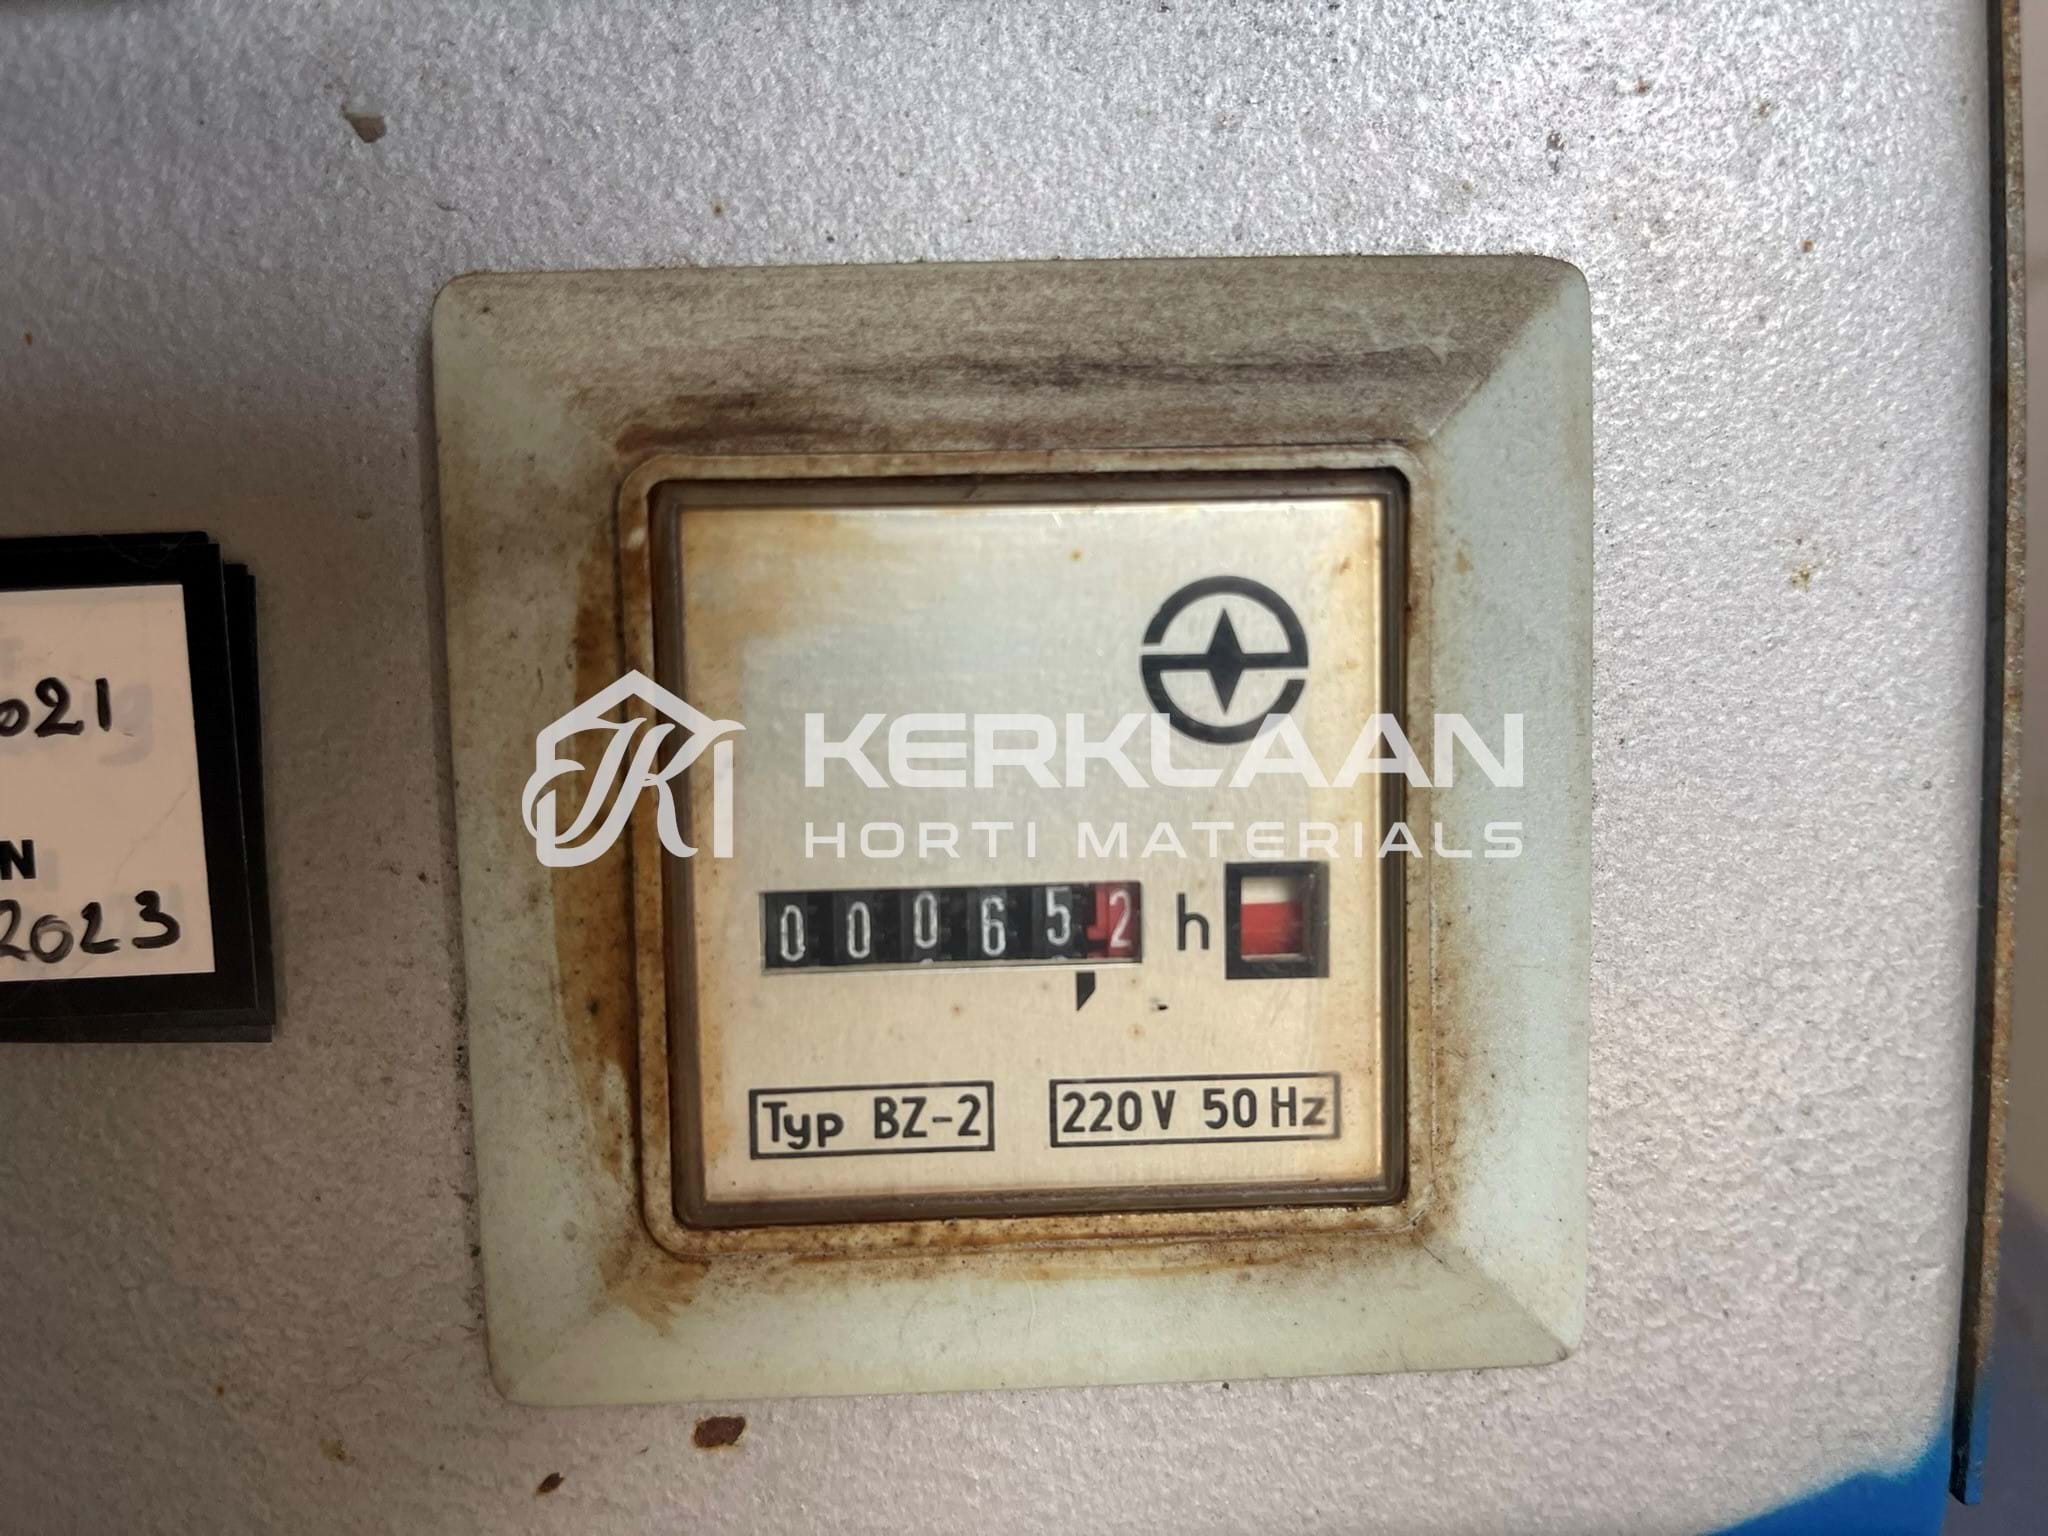 021
N
2023
KERKLAAN
HORTI MATERIALS
000652 h
Typ BZ-2
220V 50Hz